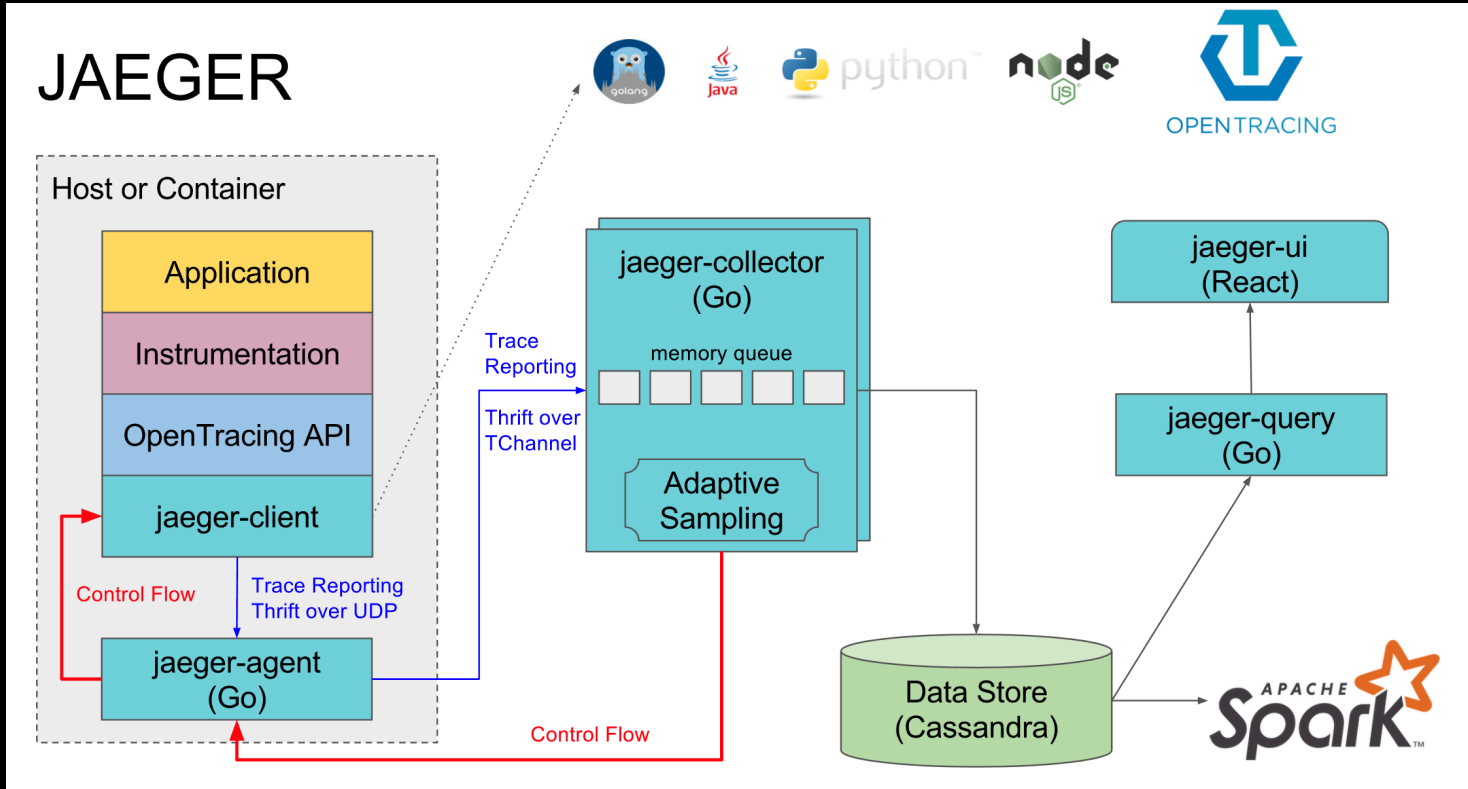 JAEGER
golang
Java
python
node
JS
OPENTRACING
Host or Container
Application
Instrumentation
OpenTracing API
jaeger-client
Control Flow
Trace Reporting
Thrift over UDP
jaeger-agent
(Go)
Trace
Reporting
Thrift over
TChannel
jaeger-collector
(Go)
memory queue
Adaptive
Sampling
Control Flow
Data Store
(Cassandra)
jaeger-ui
(React)
jaeger-query
(Go)
APACHE
Spark
TM